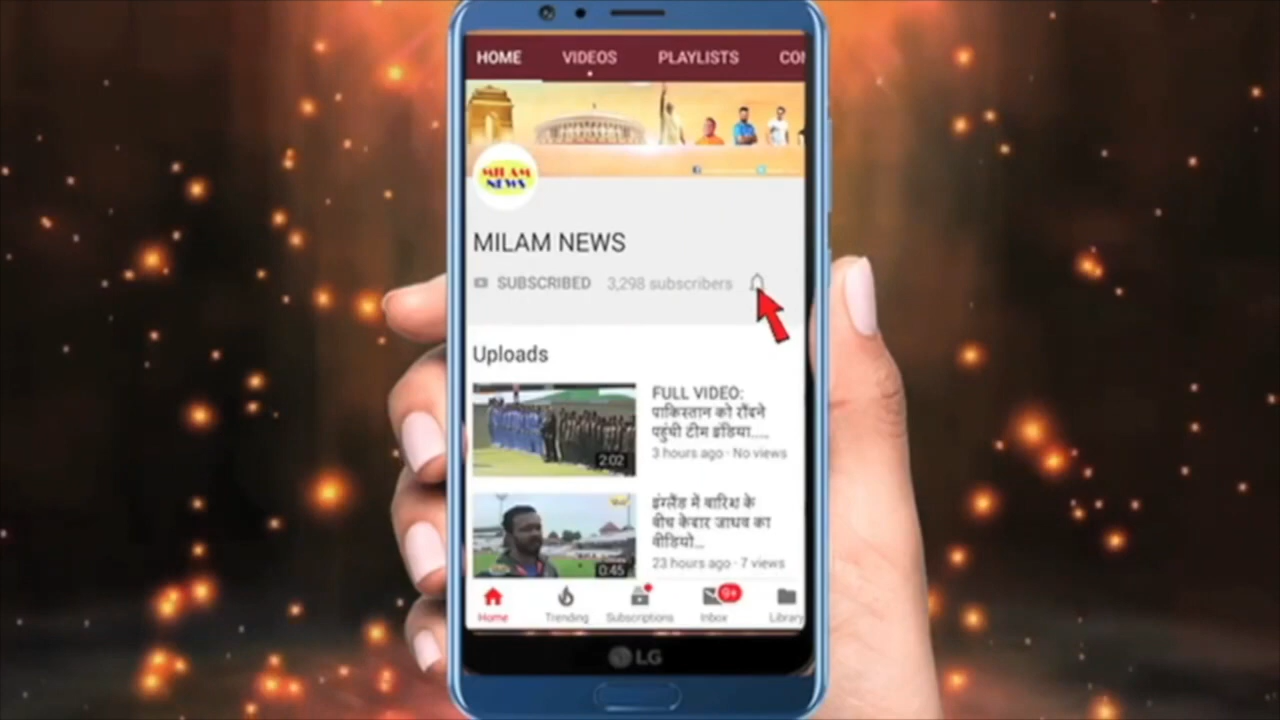 HOME VIDEOS PLAYLISTS
MILAM
NEWS
MILAM NEWS
SUBSCRIBED 3,298 subscribers
Uploads
FULL VIDEO:
पाकिस्तान को रौंदने
पहुंची टीम इंडिया.....
3 hours ago · No views
2:02
इंग्लैंड में बारिश के
बीच केदार जाधव का
वीडियो...
23 hours ago · 7 views
0:45
9+
Home Trending Subscriptions Inbox Library
LG